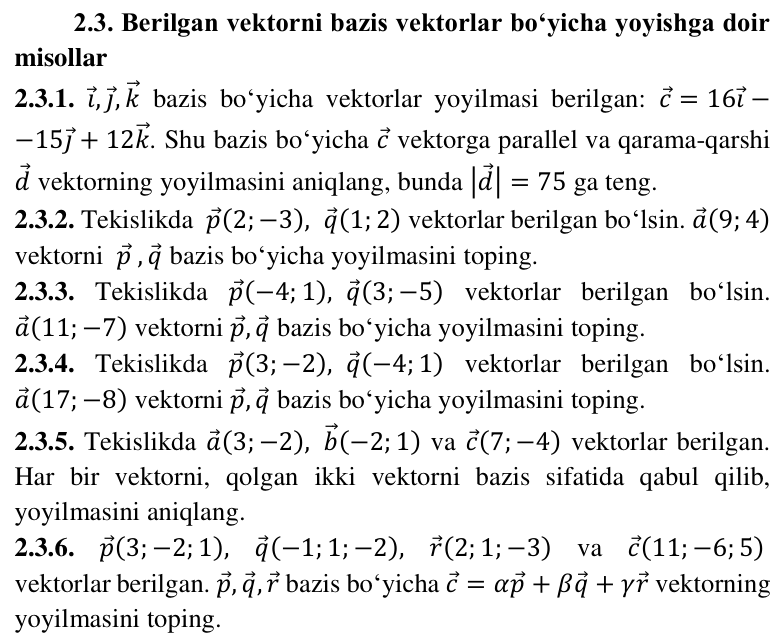 2.3. Berilgan vektorni bazis vektorlar bo‘yicha yoyishga doir
misollar
2.3.1. i⃗, j⃗, k⃗ bazis bo‘yicha vektorlar yoyilmasi berilgan: c⃗ = 16i⃗ −
−15j⃗ + 12k⃗. Shu bazis bo‘yicha c⃗ vektorga parallel va qarama-qarshi
d⃗ vektorning yoyilmasini aniqlang, bunda |d⃗| = 75 ga teng.
2.3.2. Tekislikda p⃗(2; −3), q⃗(1; 2) vektorlar berilgan bo‘lsin. a⃗(9; 4)
vektorni p⃗ , q⃗ bazis bo‘yicha yoyilmasini toping.
2.3.3. Tekislikda p⃗(−4; 1), q⃗(3; −5) vektorlar berilgan bo‘lsin.
a⃗(11; −7) vektorni p⃗, q⃗ bazis bo‘yicha yoyilmasini toping.
2.3.4. Tekislikda p⃗(3; −2), q⃗(−4; 1) vektorlar berilgan bo‘lsin.
a⃗(17; −8) vektorni p⃗, q⃗ bazis bo‘yicha yoyilmasini toping.
2.3.5. Tekislikda a⃗(3; −2), b⃗(−2; 1) va c⃗(7; −4) vektorlar berilgan.
Har bir vektorni, qolgan ikki vektorni bazis sifatida qabul qilib,
yoyilmasini aniqlang.
2.3.6. p⃗(3; −2; 1), q⃗(−1; 1; −2), r⃗(2; 1; −3) va c⃗(11; −6; 5)
vektorlar berilgan. p⃗, q⃗, r⃗ bazis bo‘yicha c⃗ = αp⃗ + βq⃗ + γr⃗ vektorning
yoyilmasini toping.